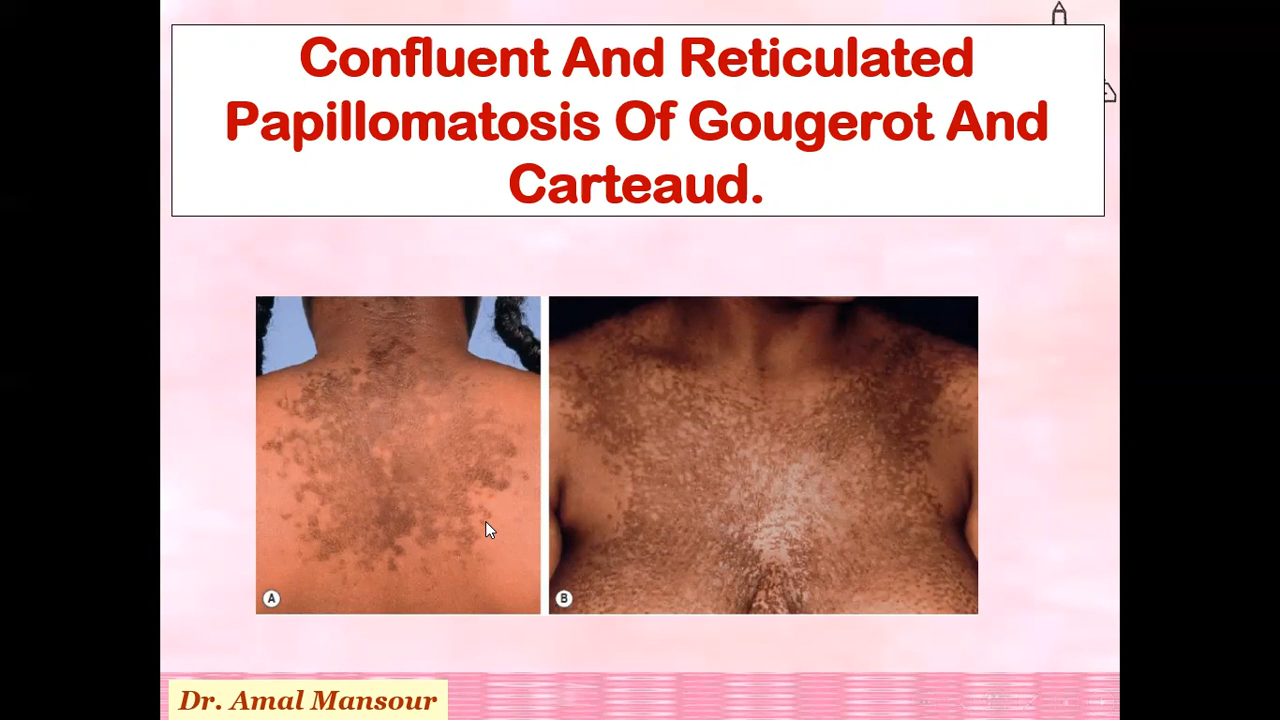 Confluent And Reticulated
Papillomatosis Of Gougerot And
Carteaud.
A
B
Dr. Amal Mansour